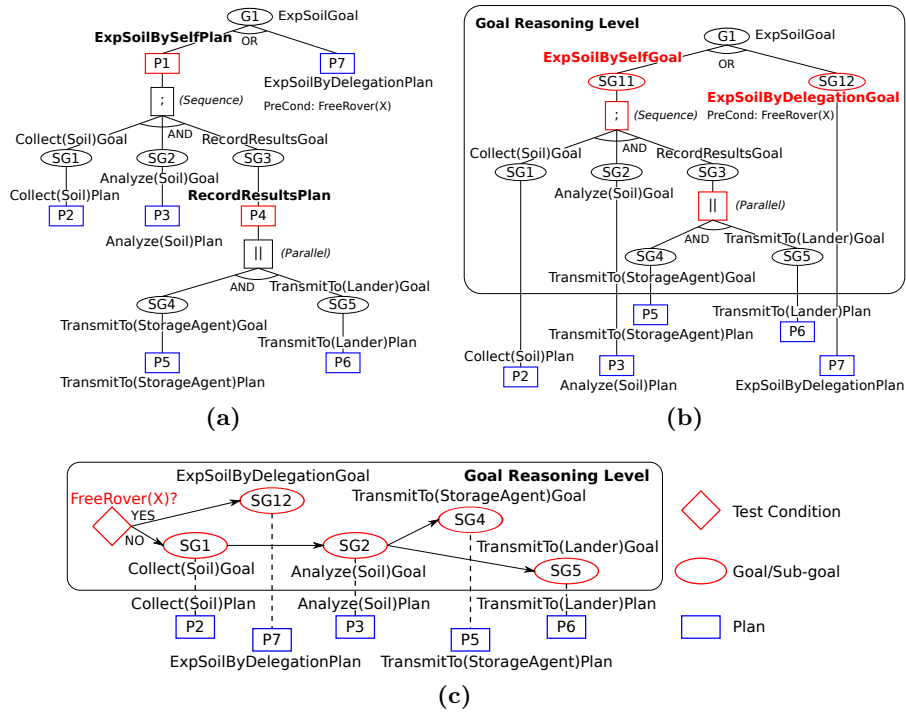 G1
ExpSoilGoal
OR
ExpSoilBySelfPlan
P1
P7
ExpSoilByDelegationPlan
PreCond: FreeRover(X)
;
(Sequence)
AND
Collect(Soil)Goal
RecordResultsGoal
SG1
SG2
SG3
Analyze(Soil)Goal
Collect(Soil)Plan
RecordResultsPlan
P2
P3
P4
Analyze(Soil)Plan
||
(Parallel)
AND
TransmitTo(Lander)Goal
SG4
SG5
TransmitTo(StorageAgent)Goal
TransmitTo(Lander)Plan
P5
P6
TransmitTo(StorageAgent)Plan
(a)
Goal Reasoning Level
G1
ExpSoilGoal
OR
ExpSoilBySelfGoal
SG11
SG12
ExpSoilByDelegationGoal
PreCond: FreeRover(X)
;
(Sequence)
AND
Collect(Soil)Goal
RecordResultsGoal
SG1
SG2
SG3
Analyze(Soil)Goal
||
(Parallel)
AND
TransmitTo(Lander)Goal
SG4
SG5
TransmitTo(StorageAgent)Goal
P5
TransmitTo(Lander)Plan
P6
TransmitTo(StorageAgent)Plan
Collect(Soil)Plan
P2
P3
P7
Analyze(Soil)Plan
ExpSoilByDelegationPlan
(b)
Goal Reasoning Level
ExpSoilByDelegationGoal
FreeRover(X)?
YES
NO
SG12
TransmitTo(StorageAgent)Goal
SG4
SG1
SG2
TransmitTo(Lander)Goal
Collect(Soil)Goal
Analyze(Soil)Goal
SG5
Collect(Soil)Plan
Analyze(Soil)Plan
TransmitTo(Lander)Plan
P2
P7
P3
P5
P6
ExpSoilByDelegationPlan
TransmitTo(StorageAgent)Plan
Test Condition
Goal/Sub-goal
Plan
(c)